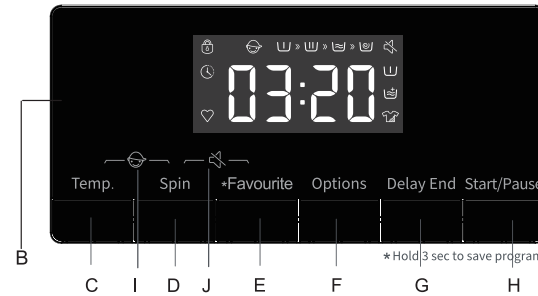 03:20
Temp. Spin *Favourite Options Delay End Start/Pause
B
*Hold 3 sec to save program
C I D J E F G H